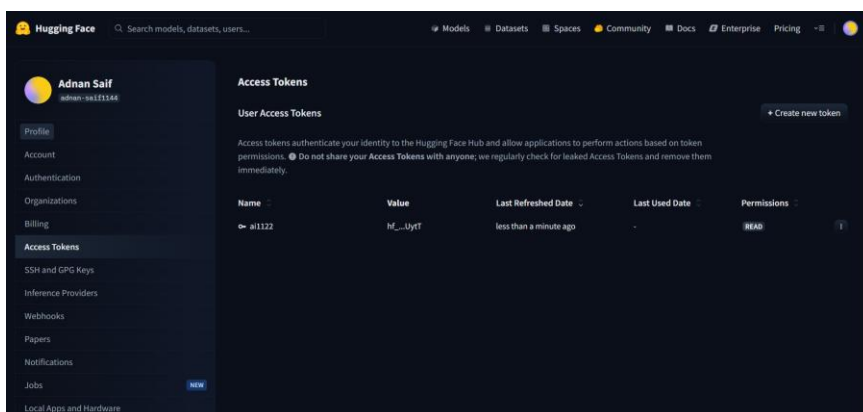 Hugging Face
Search models, datasets, users...
Models
Datasets
Spaces
Community
Docs
Enterprise
Pricing
Adnan Saif
adnan-saif1144
Profile
Account
Authentication
Organizations
Billing
Access Tokens
SSH and GPG Keys
Inference Providers
Webhooks
Papers
Notifications
Jobs NEW
Local Apps and Hardware
Access Tokens
User Access Tokens
+ Create new token
Access tokens authenticate your identity to the Hugging Face Hub and allow applications to perform actions based on token
permissions. Do not share your Access Tokens with anyone; we regularly check for leaked Access Tokens and remove them
immediately.
Name Value Last Refreshed Date Last Used Date Permissions
ai1122 hf_...UytT less than a minute ago - READ